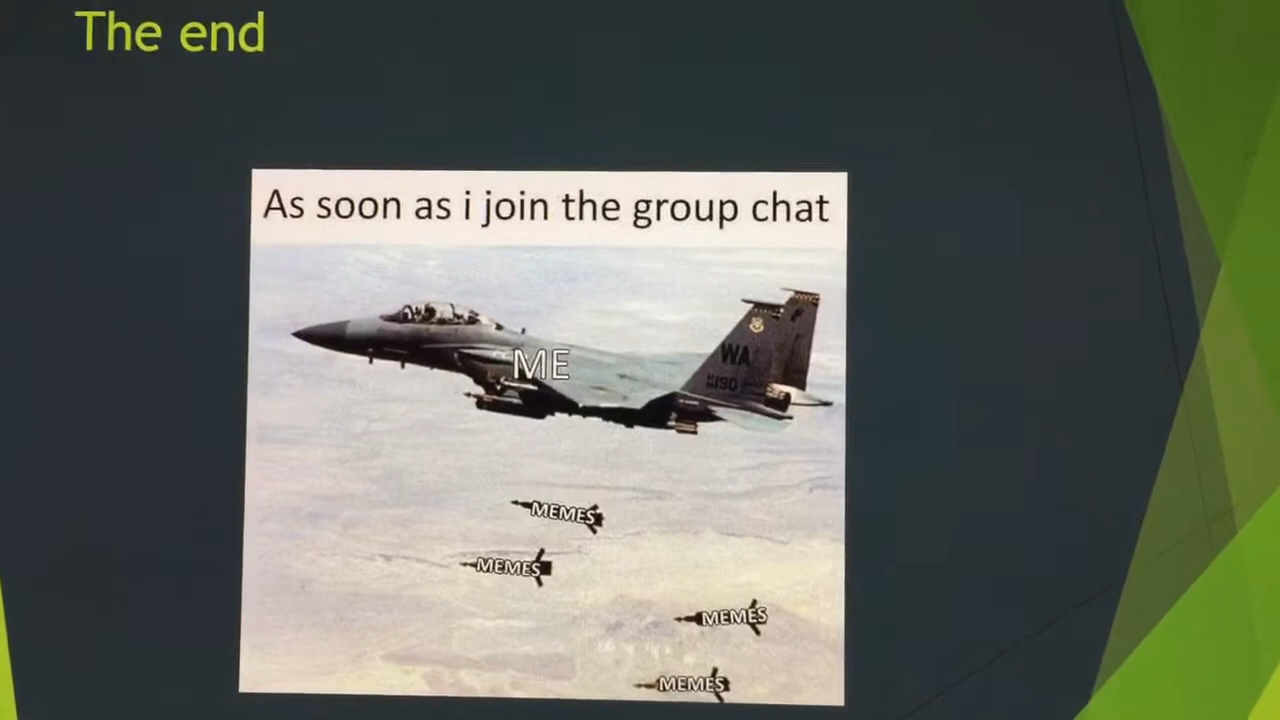 The end
As soon as i join the group chat
ME
WA
190
MEMES
MEMES
MEMES
MEMES